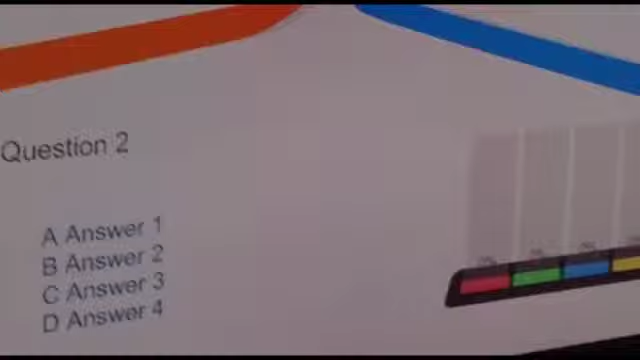 Question 2
A Answer 1
B Answer 2
C Answer 3
D Answer 4